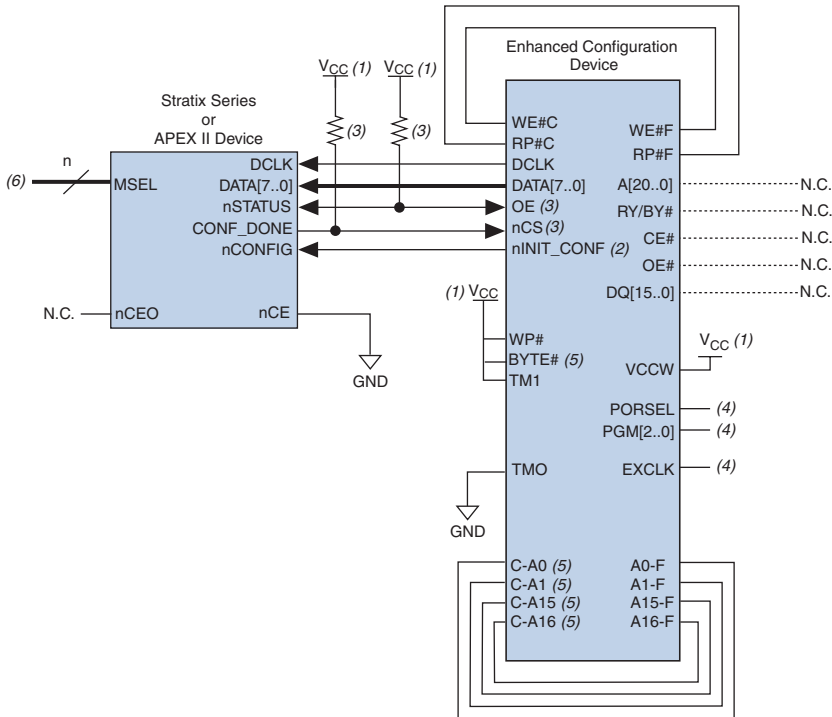 Enhanced Configuration
Device
V_CC (1)
V_CC (1)
Stratix Series
or
APEX II Device
(3)
(3)
n
(6)
MSEL
DCLK
DATA[7..0]
nSTATUS
CONF_DONE
nCONFIG
N.C.
nCEO
nCE
GND
WE#C
RP#C
DCLK
DATA[7..0]
OE (3)
nCS (3)
nINIT_CONF (2)
(1) V_CC
WP#
BYTE# (5)
TM1
TMO
GND
C-A0 (5)
C-A1 (5)
C-A15 (5)
C-A16 (5)
WE#F
RP#F
A[20..0]
N.C.
RY/BY#
N.C.
CE#
N.C.
OE#
N.C.
DQ[15..0]
N.C.
V_CC (1)
VCCW
PORSEL
(4)
PGM[2..0]
(4)
EXCLK
(4)
A0-F
A1-F
A15-F
A16-F